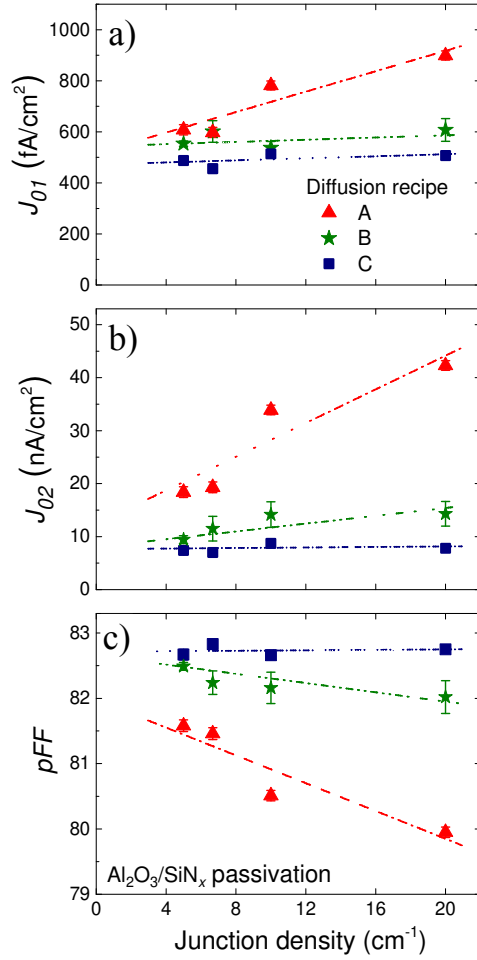 a)
1000
800
600
400
200
0
J01 (fA/cm²)
Diffusion recipe
A
B
C
b)
50
40
30
20
10
0
J02 (nA/cm²)
c)
83
82
81
80
79
pFF
Al₂O₃/SiNₓ passivation
0 4 8 12 16 20
Junction density (cm⁻¹)